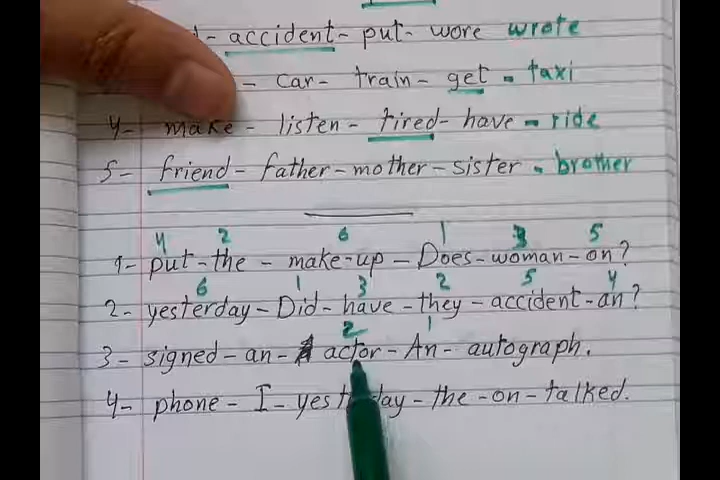 - accident - put - wore wrote
- car - train - get - taxi
4- make - listen - tired - have - ride
5- friend - father - mother - sister - brother
4 2 6 1 3 5
1- put - the - make-up - Does - woman - on?
6 1 3 2 5 4
2- yesterday - Did - have - they - accident - an?
2 1
3- signed - an - actor - An - autograph.
4- phone - I - yesterday - the - on - talked.